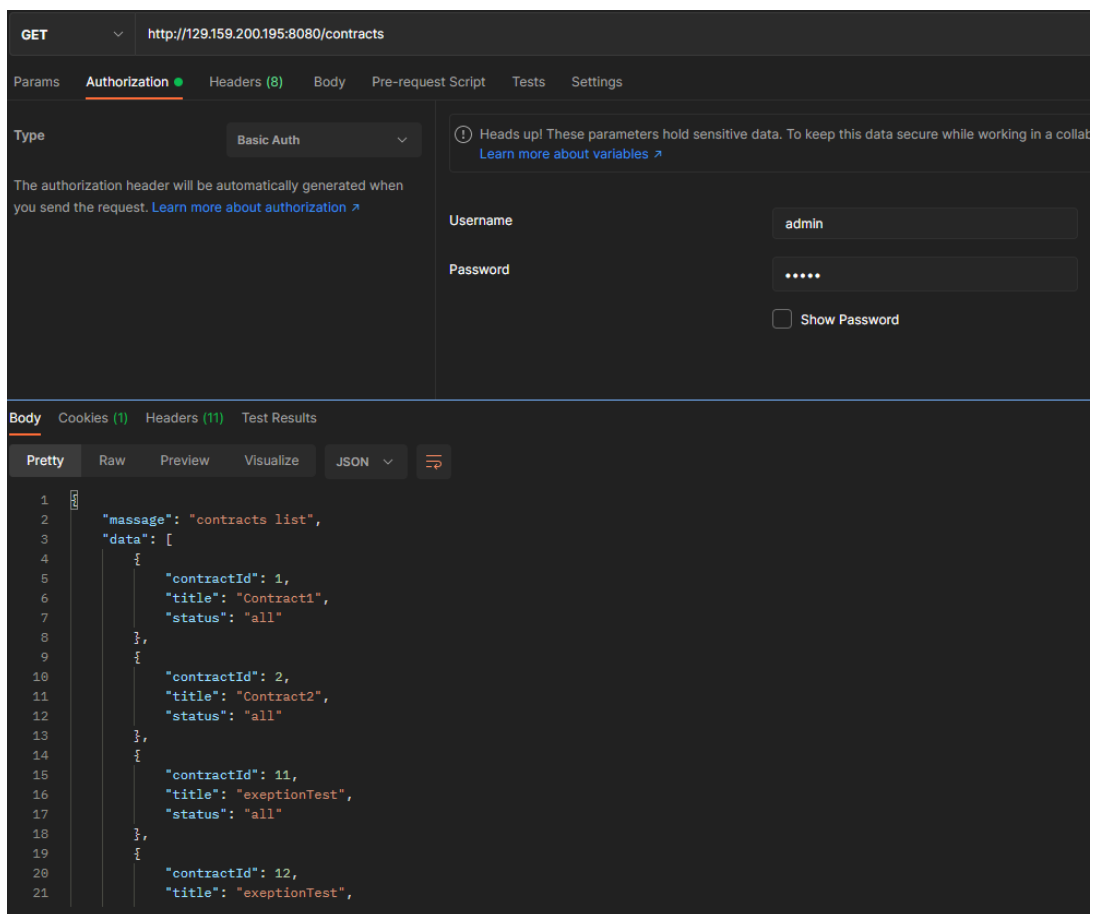 GET http://129.159.200.195:8080/contracts
Params Authorization Headers (8) Body Pre-request Script Tests Settings
Type Basic Auth
The authorization header will be automatically generated when
you send the request. Learn more about authorization ↗
Heads up! These parameters hold sensitive data. To keep this data secure while working in a collab
Learn more about variables ↗
Username admin
Password •••••
Show Password
Body Cookies (1) Headers (11) Test Results
Pretty Raw Preview Visualize JSON
1 {
2 "massage": "contracts list",
3 "data": [
4 {
5 "contractId": 1,
6 "title": "Contract1",
7 "status": "all"
8 },
9 {
10 "contractId": 2,
11 "title": "Contract2",
12 "status": "all"
13 },
14 {
15 "contractId": 11,
16 "title": "exeptionTest",
17 "status": "all"
18 },
19 {
20 "contractId": 12,
21 "title": "exeptionTest",